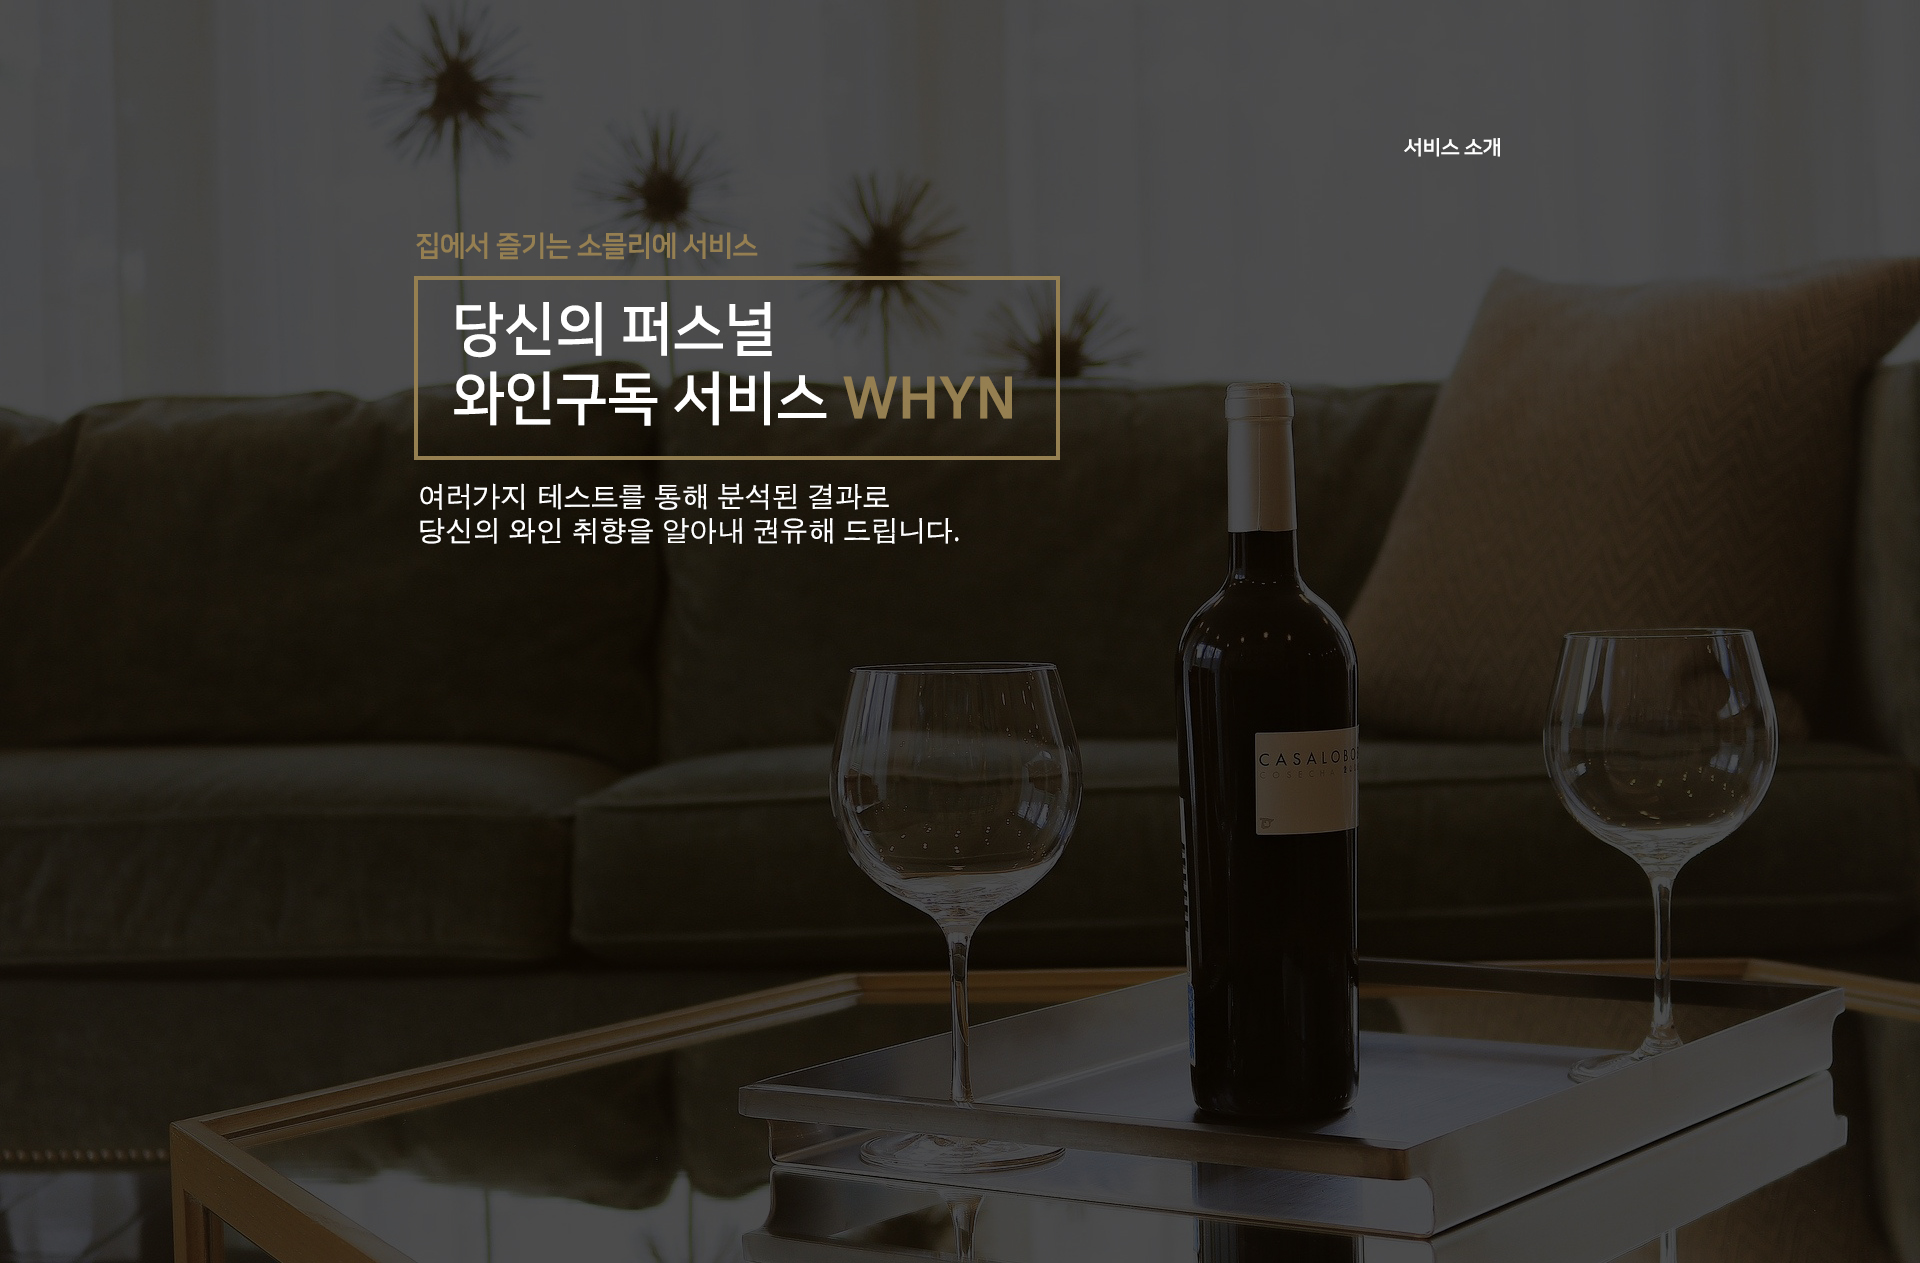 서비스 소개
집에서 즐기는 소믈리에 서비스
당신의 퍼스널
와인구독 서비스 WHYN
여러가지 테스트를 통해 분석된 결과로
당신의 와인 취향을 알아내 권유해 드립니다.
CASALOBO
COSECHA